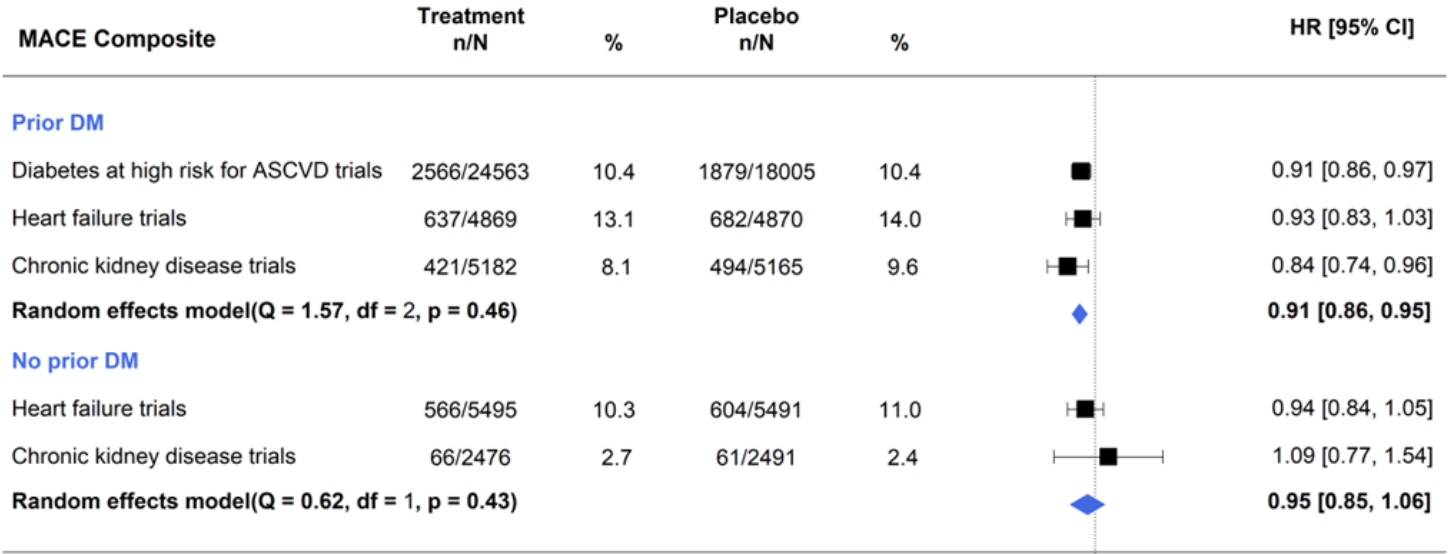 MACE Composite Treatment n/N % Placebo n/N % HR [95% CI]
Prior DM
Diabetes at high risk for ASCVD trials 2566/24563 10.4 1879/18005 10.4 0.91 [0.86, 0.97]
Heart failure trials 637/4869 13.1 682/4870 14.0 0.93 [0.83, 1.03]
Chronic kidney disease trials 421/5182 8.1 494/5165 9.6 0.84 [0.74, 0.96]
Random effects model(Q = 1.57, df = 2, p = 0.46) 0.91 [0.86, 0.95]
No prior DM
Heart failure trials 566/5495 10.3 604/5491 11.0 0.94 [0.84, 1.05]
Chronic kidney disease trials 66/2476 2.7 61/2491 2.4 1.09 [0.77, 1.54]
Random effects model(Q = 0.62, df = 1, p = 0.43) 0.95 [0.85, 1.06]